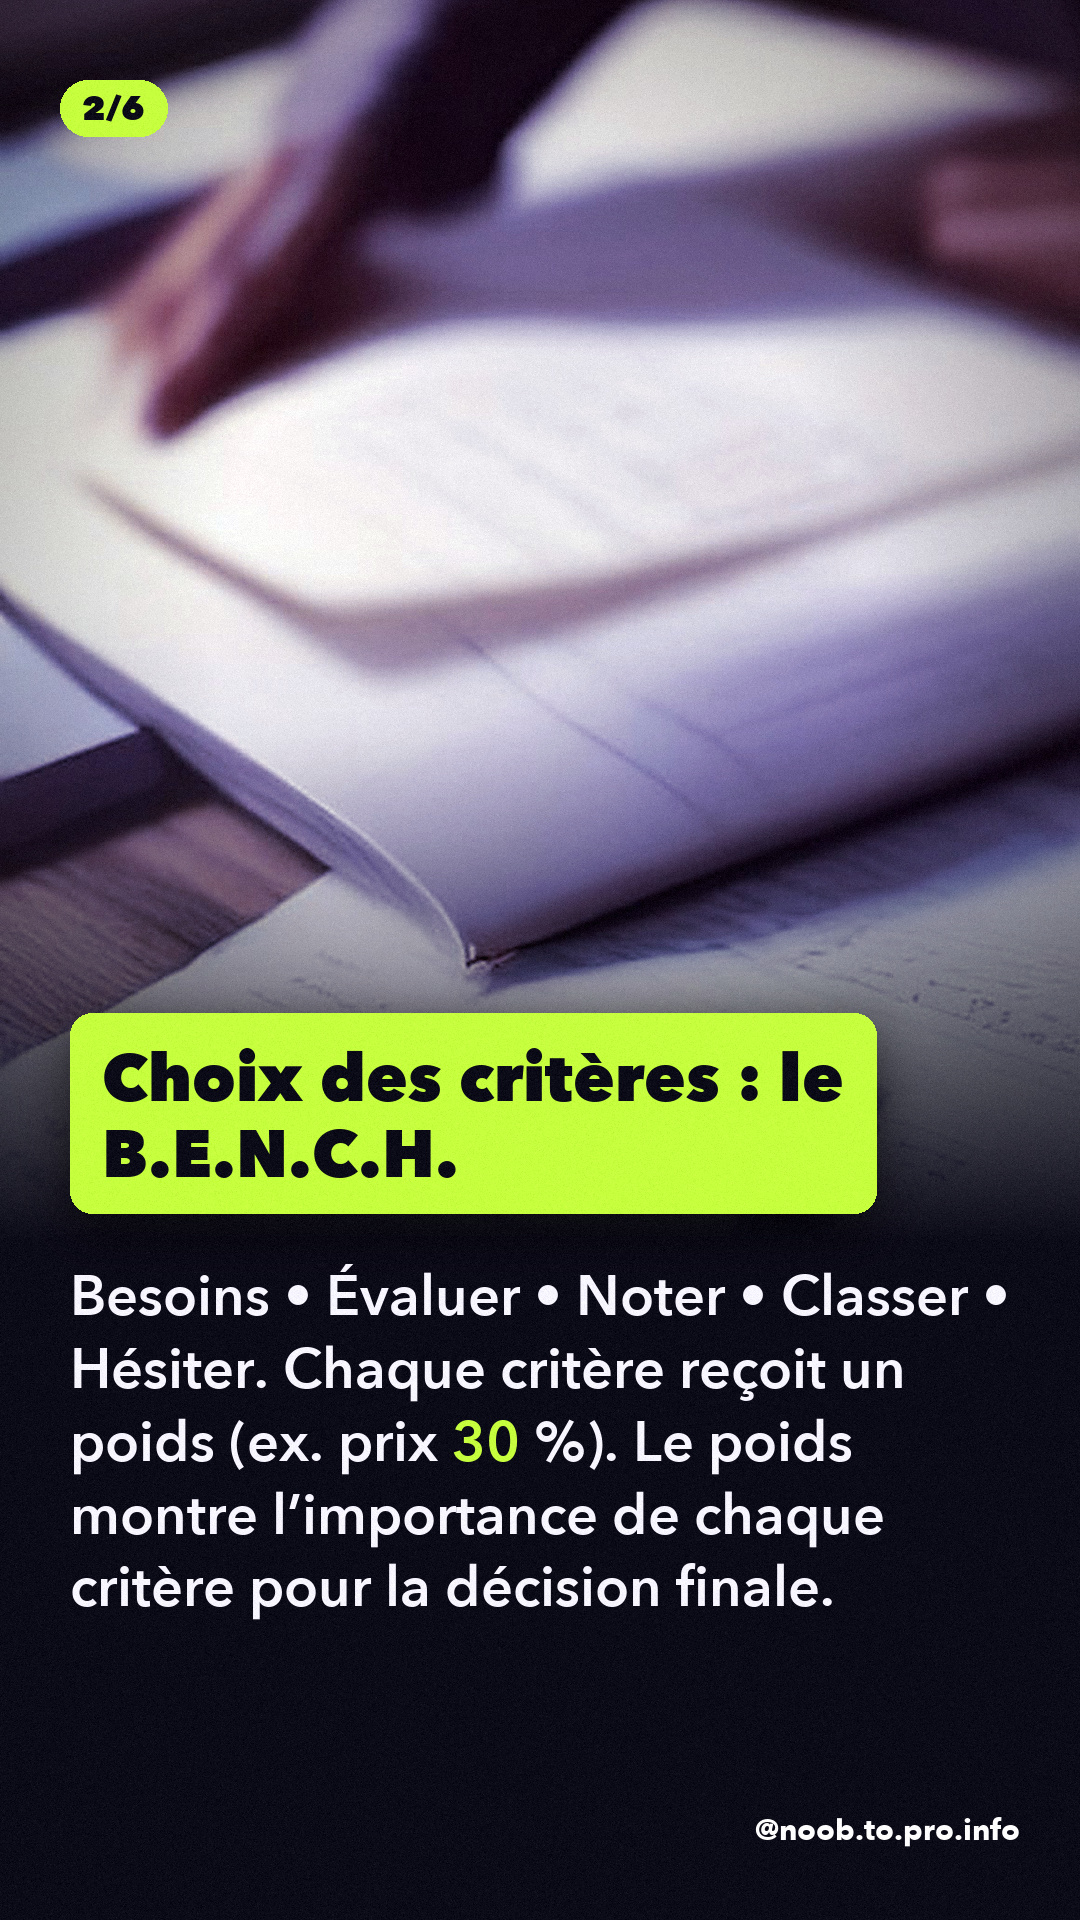 2/6
Choix des critères : le
B.E.N.C.H.
Besoins • Évaluer • Noter • Classer •
Hésiter. Chaque critère reçoit un
poids (ex. prix 30 %). Le poids
montre l’importance de chaque
critère pour la décision finale.
@noob.to.pro.info